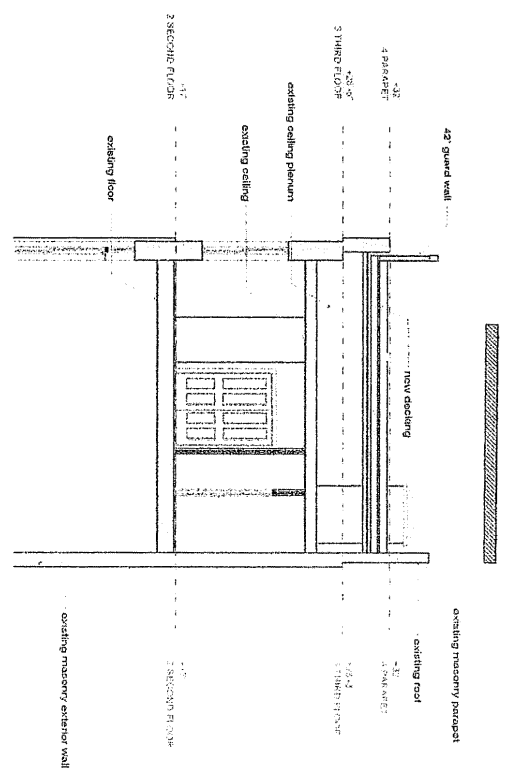 42' guard wall
+32
4 PARAPET
+26'-6"
3 THIRD FLOOR
existing ceiling plenum
existing ceiling
2 SECOND FLOOR
existing floor
new decking
existing masonry parapet
existing roof
+32
4 PARAPET
3 THIRD FLOOR
2 SECOND FLOOR
existing masonry exterior wall